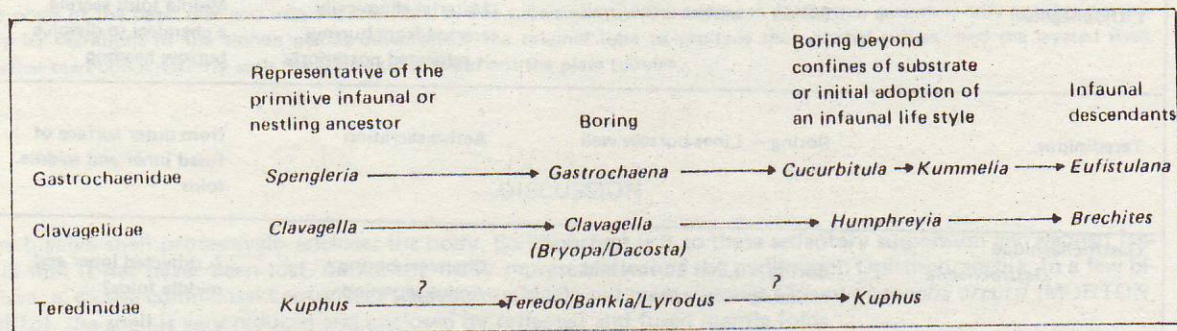 Representative of the
primitive infaunal or
nestling ancestor
Boring
Boring beyond
confines of substrate
or initial adoption of
an infaunal life style
Infaunal
descendants
Gastrochaenidae Spengleria → Gastrochaena → Cucurbitula → Kummelia → Eufistulana
Clavagelidae Clavagella → Clavagella → Humphreyia → Brechites
(Bryopa/Dacosta)
Teredinidae Kuphus ? → Teredo/Bankia/Lyrodus ? → Kuphus